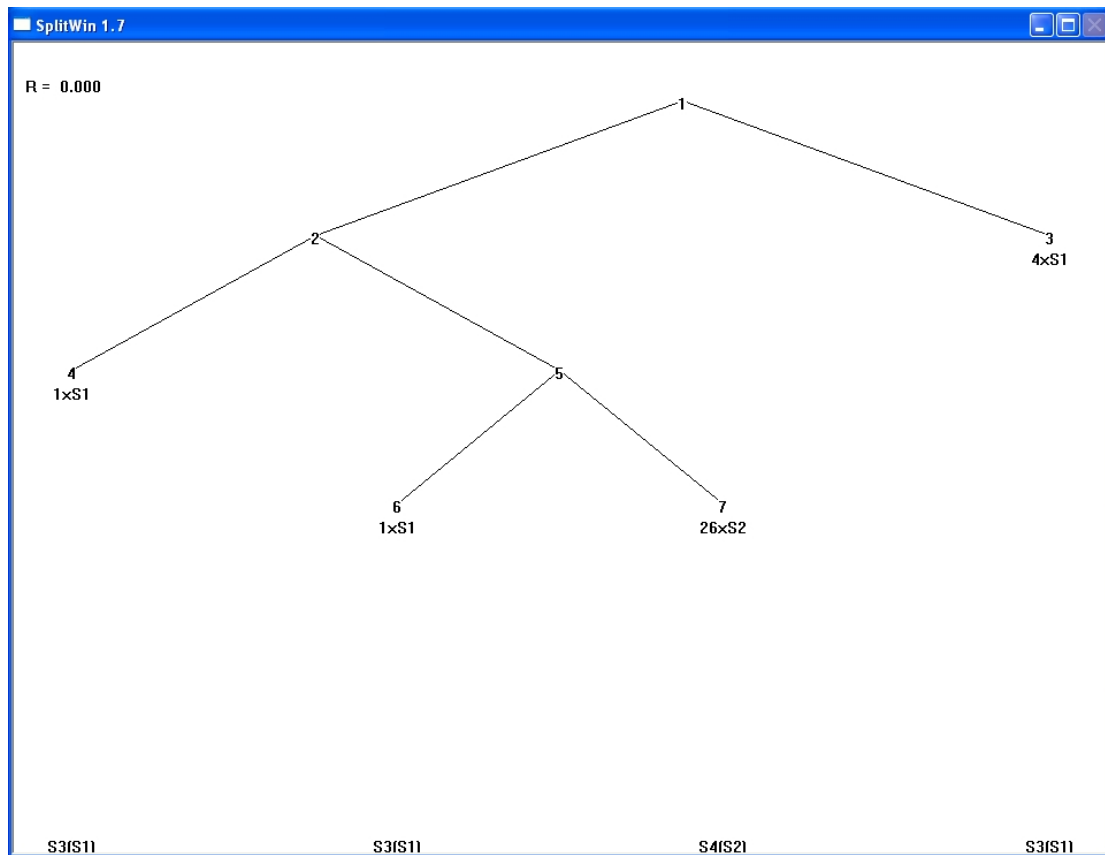 SplitWin 1.7
R = 0.000
1
2
3
4×S1
4
1×S1
5
6
1×S1
7
26×S2
S3(S1) S3(S1) S4(S2) S3(S1)